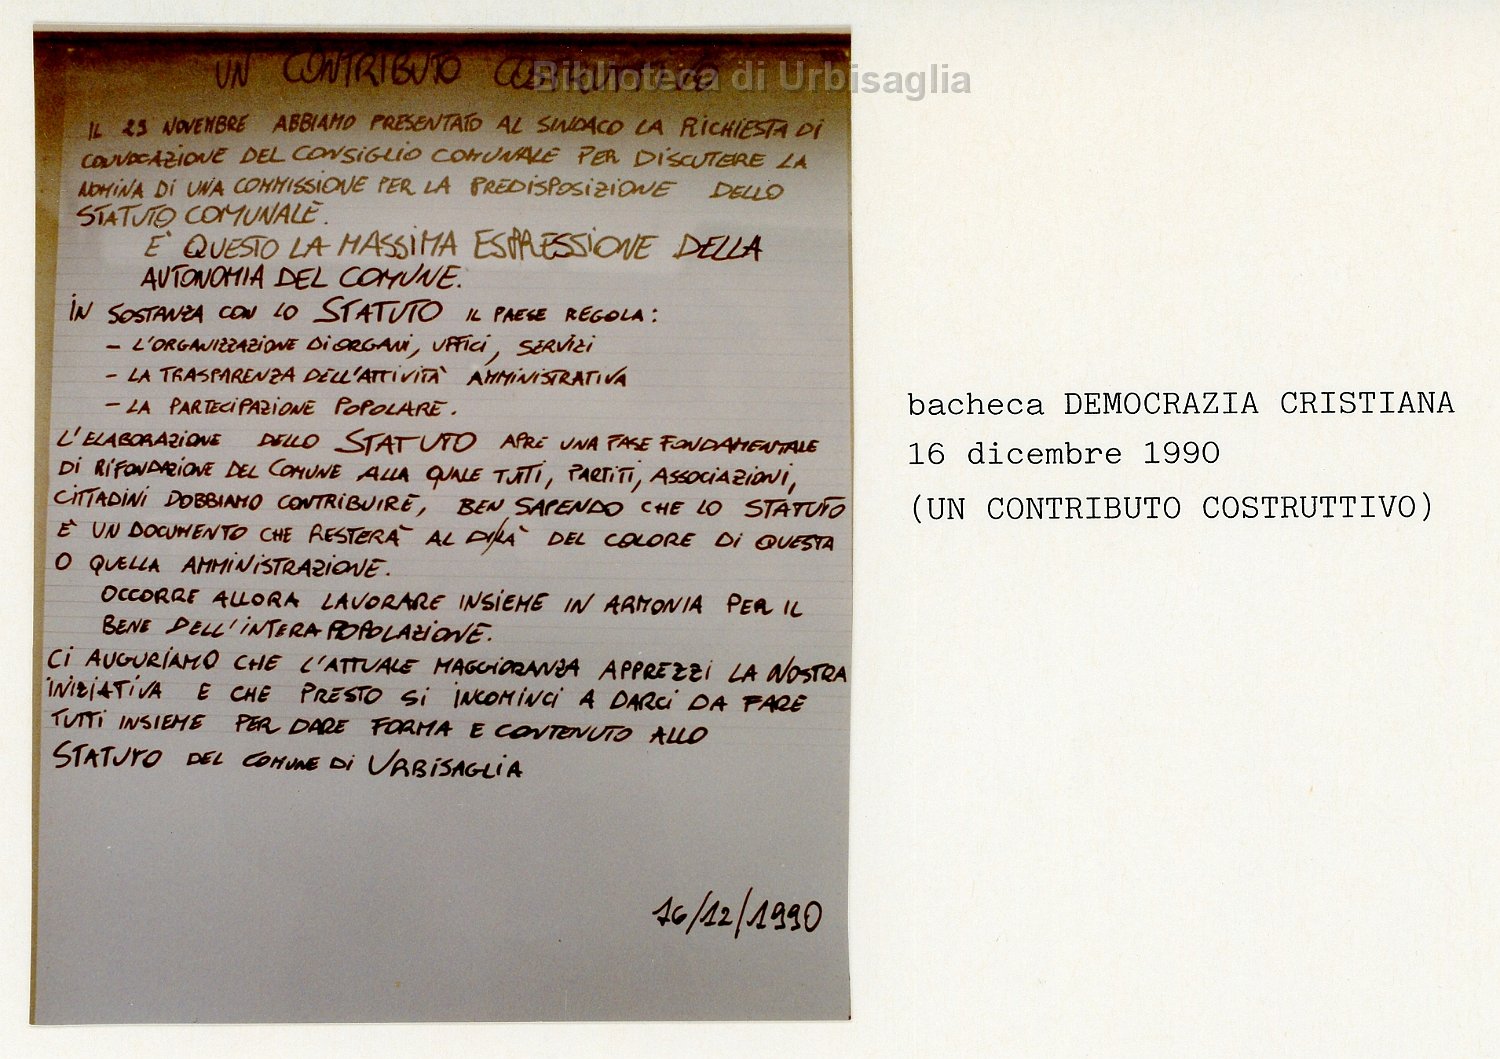 UN CONTRIBUTO COSTRUTTIVO
Biblioteca di Urbisaglia
IL 29 NOVEMBRE ABBIAMO PRESENTATO AL SINDACO LA RICHIESTA DI
CONVOCAZIONE DEL CONSIGLIO COMUNALE PER DISCUTERE LA
NOMINA DI UNA COMMISSIONE PER LA PREDISPOSIZIONE DELLO
STATUTO COMUNALE.
E' QUESTO LA MASSIMA ESPRESSIONE DELLA
AUTONOMIA DEL COMUNE.
IN SOSTANZA CON LO STATUTO IL PAESE REGOLA:
- L'ORGANIZZAZIONE DI ORGANI, UFFICI, SERVIZI
- LA TRASPARENZA DELL'ATTIVITÀ AMMINISTRATIVA
- LA PARTECIPAZIONE POPOLARE.
L'ELABORAZIONE DELLO STATUTO APRE UNA FASE FONDAMENTALE
DI RIFONDAZIONE DEL COMUNE ALLA QUALE TUTTI, PARTITI, ASSOCIAZIONI,
CITTADINI DOBBIAMO CONTRIBUIRE, BEN SAPENDO CHE LO STATUTO
E' UN DOCUMENTO CHE RESTERÀ AL DI LÀ DEL COLORE DI QUESTA
O QUELLA AMMINISTRAZIONE.
OCCORRE ALLORA LAVORARE INSIEME IN ARMONIA PER IL
BENE DELL'INTERA POPOLAZIONE.
CI AUGURIAMO CHE L'ATTUALE MAGGIORANZA APPREZZI LA NOSTRA
INIZIATIVA E CHE PRESTO SI INCOMINCI A DARCI DA FARE
TUTTI INSIEME PER DARE FORMA E CONTENUTO ALLO
STATUTO DEL COMUNE DI URBISAGLIA
16/12/1990
bacheca DEMOCRAZIA CRISTIANA
16 dicembre 1990
(UN CONTRIBUTO COSTRUTTIVO)